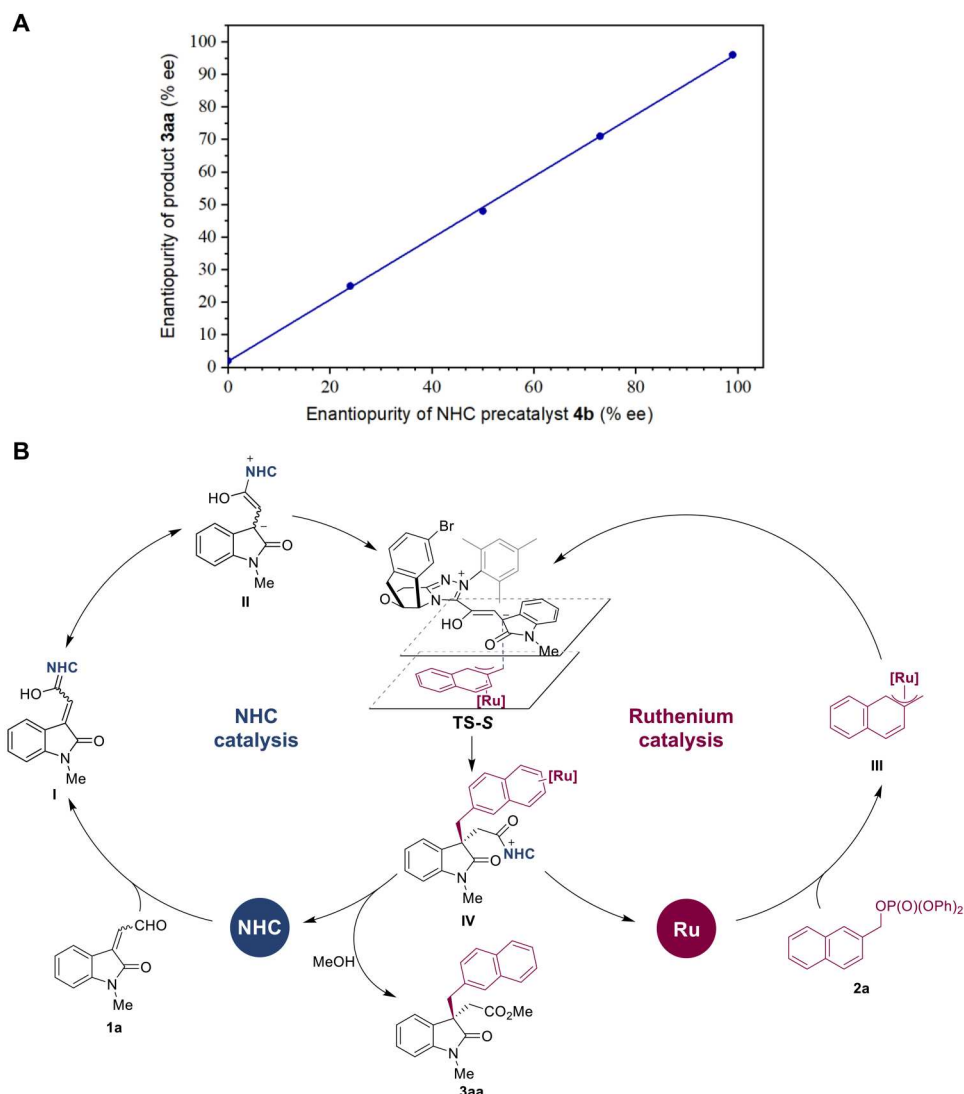 A
Enantiopurity of product 3aa (% ee)
100
90
80
70
60
50
40
30
20
10
0
0
20
40
60
80
100
Enantiopurity of NHC precatalyst 4b (% ee)
B
+
NHC
HO
−
O
N
Me
II
Br
N
N
+
O
N
HO
−
O
N
Me
[Ru]
TS-S
NHC
HO
O
N
Me
I
NHC
catalysis
Ruthenium
catalysis
[Ru]
III
[Ru]
O
+
NHC
O
N
Me
IV
NHC
Ru
MeOH
CHO
O
N
Me
1a
OP(O)(OPh)2
2a
CO2Me
O
N
Me
3aa